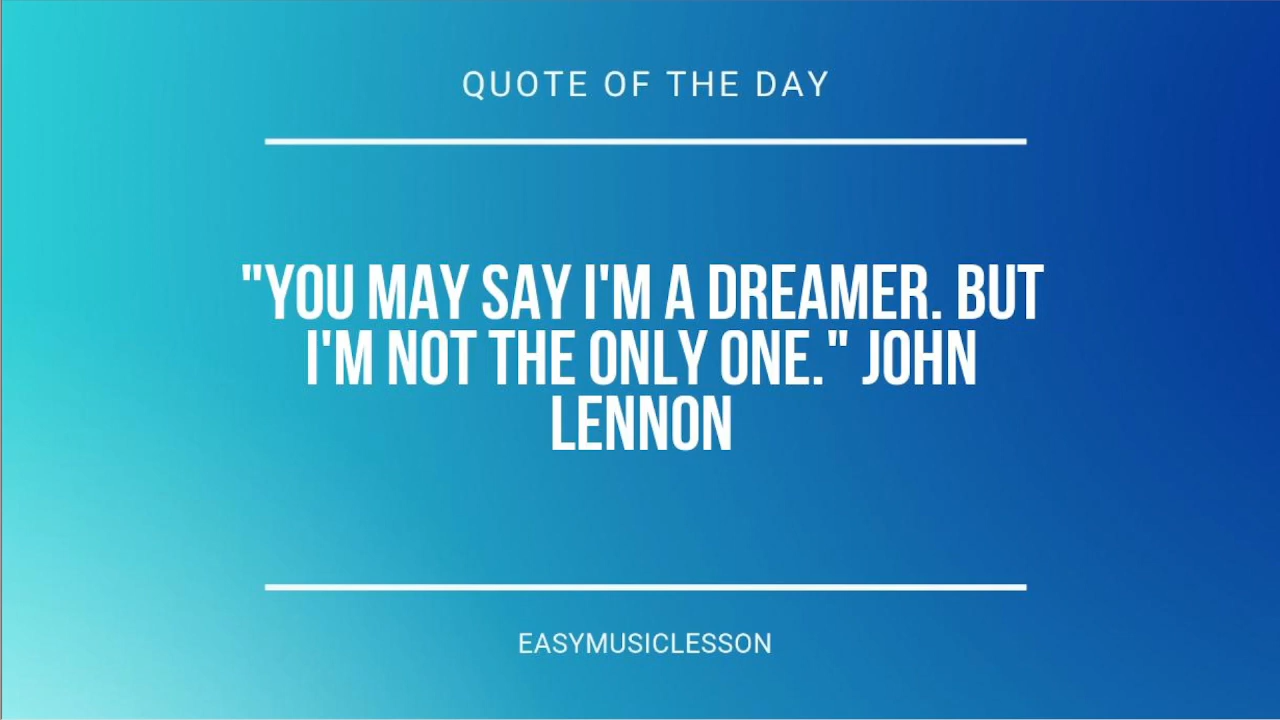 QUOTE OF THE DAY
"YOU MAY SAY I'M A DREAMER. BUT
I'M NOT THE ONLY ONE." JOHN
LENNON
EASYMUSICLESSON